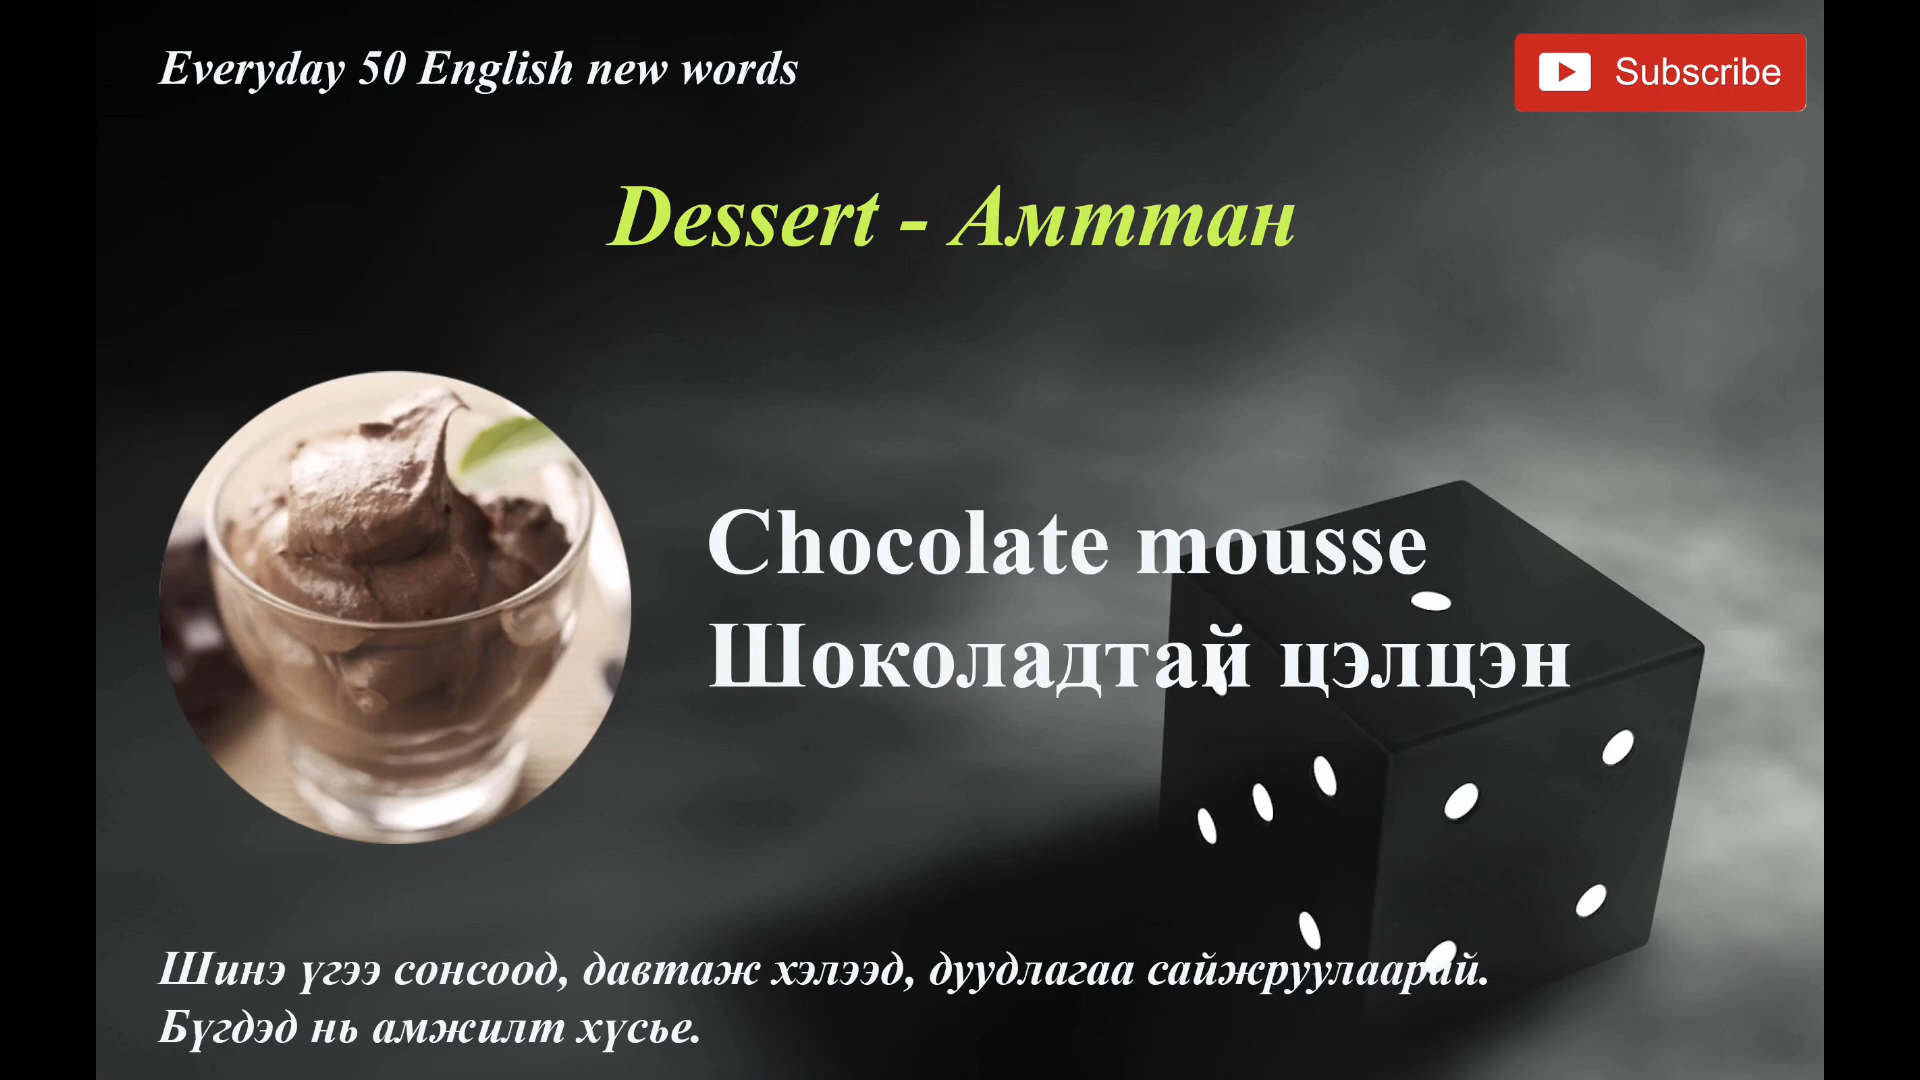 Everyday 50 English new words
Subscribe
Dessert - Амттан
Chocolate mousse
Шоколадтай цэлцэн
Шинэ үгээ сонсоод, давтаж хэлээд, дуудлагаа сайжруулаарай.
Бүгдэд нь амжилт хүсье.